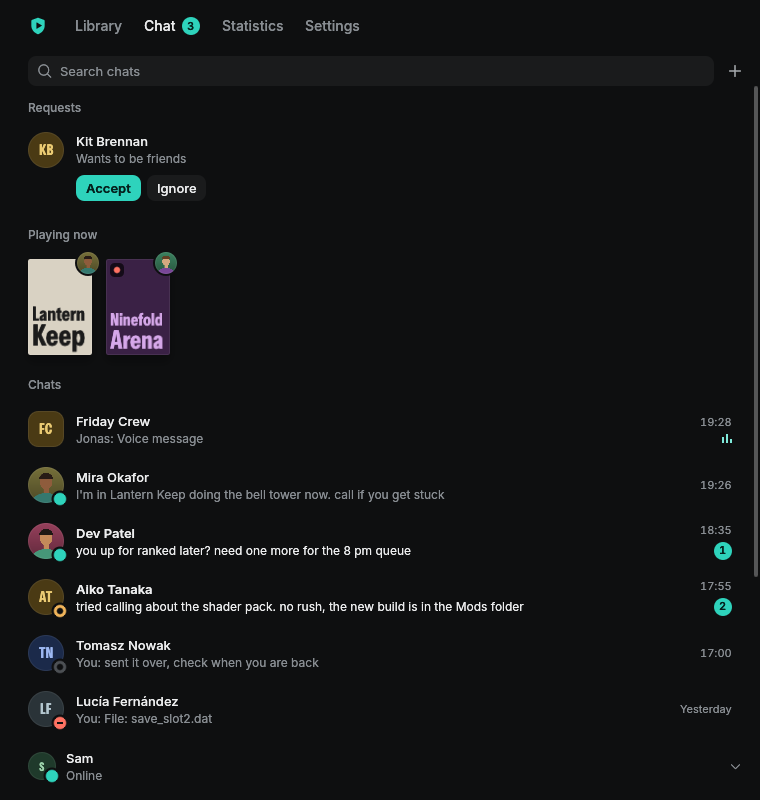 Library
Chat
3
Statistics
Settings
Search chats
Requests
KB
Kit Brennan
Wants to be friends
Accept
Ignore
Playing now
Lantern
Keep
Ninefold
Arena
Chats
FC
Friday Crew
19:28
Jonas: Voice message
Mira Okafor
19:26
I'm in Lantern Keep doing the bell tower now. call if you get stuck
Dev Patel
18:35
you up for ranked later? need one more for the 8 pm queue
1
AT
Aiko Tanaka
17:55
tried calling about the shader pack. no rush, the new build is in the Mods folder
2
TN
Tomasz Nowak
17:00
You: sent it over, check when you are back
LF
Lucía Fernández
Yesterday
You: File: save_slot2.dat
S
Sam
Online